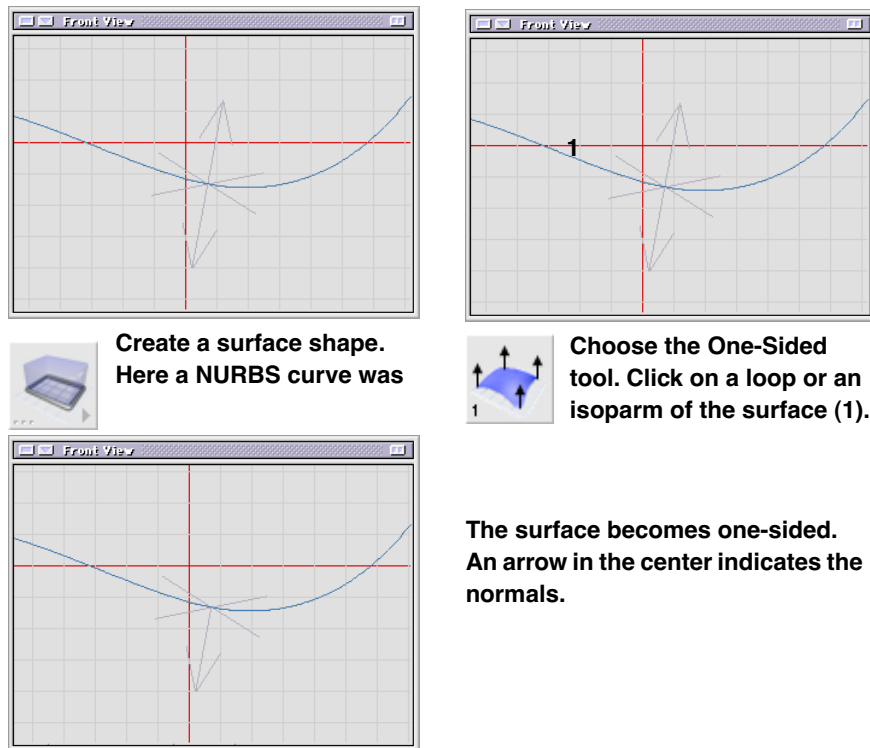 Front View
Front View
1
Create a surface shape.
Here a NURBS curve was
1
Choose the One-Sided
tool. Click on a loop or an
isoparm of the surface (1).
Front View
The surface becomes one-sided.
An arrow in the center indicates the
normals.